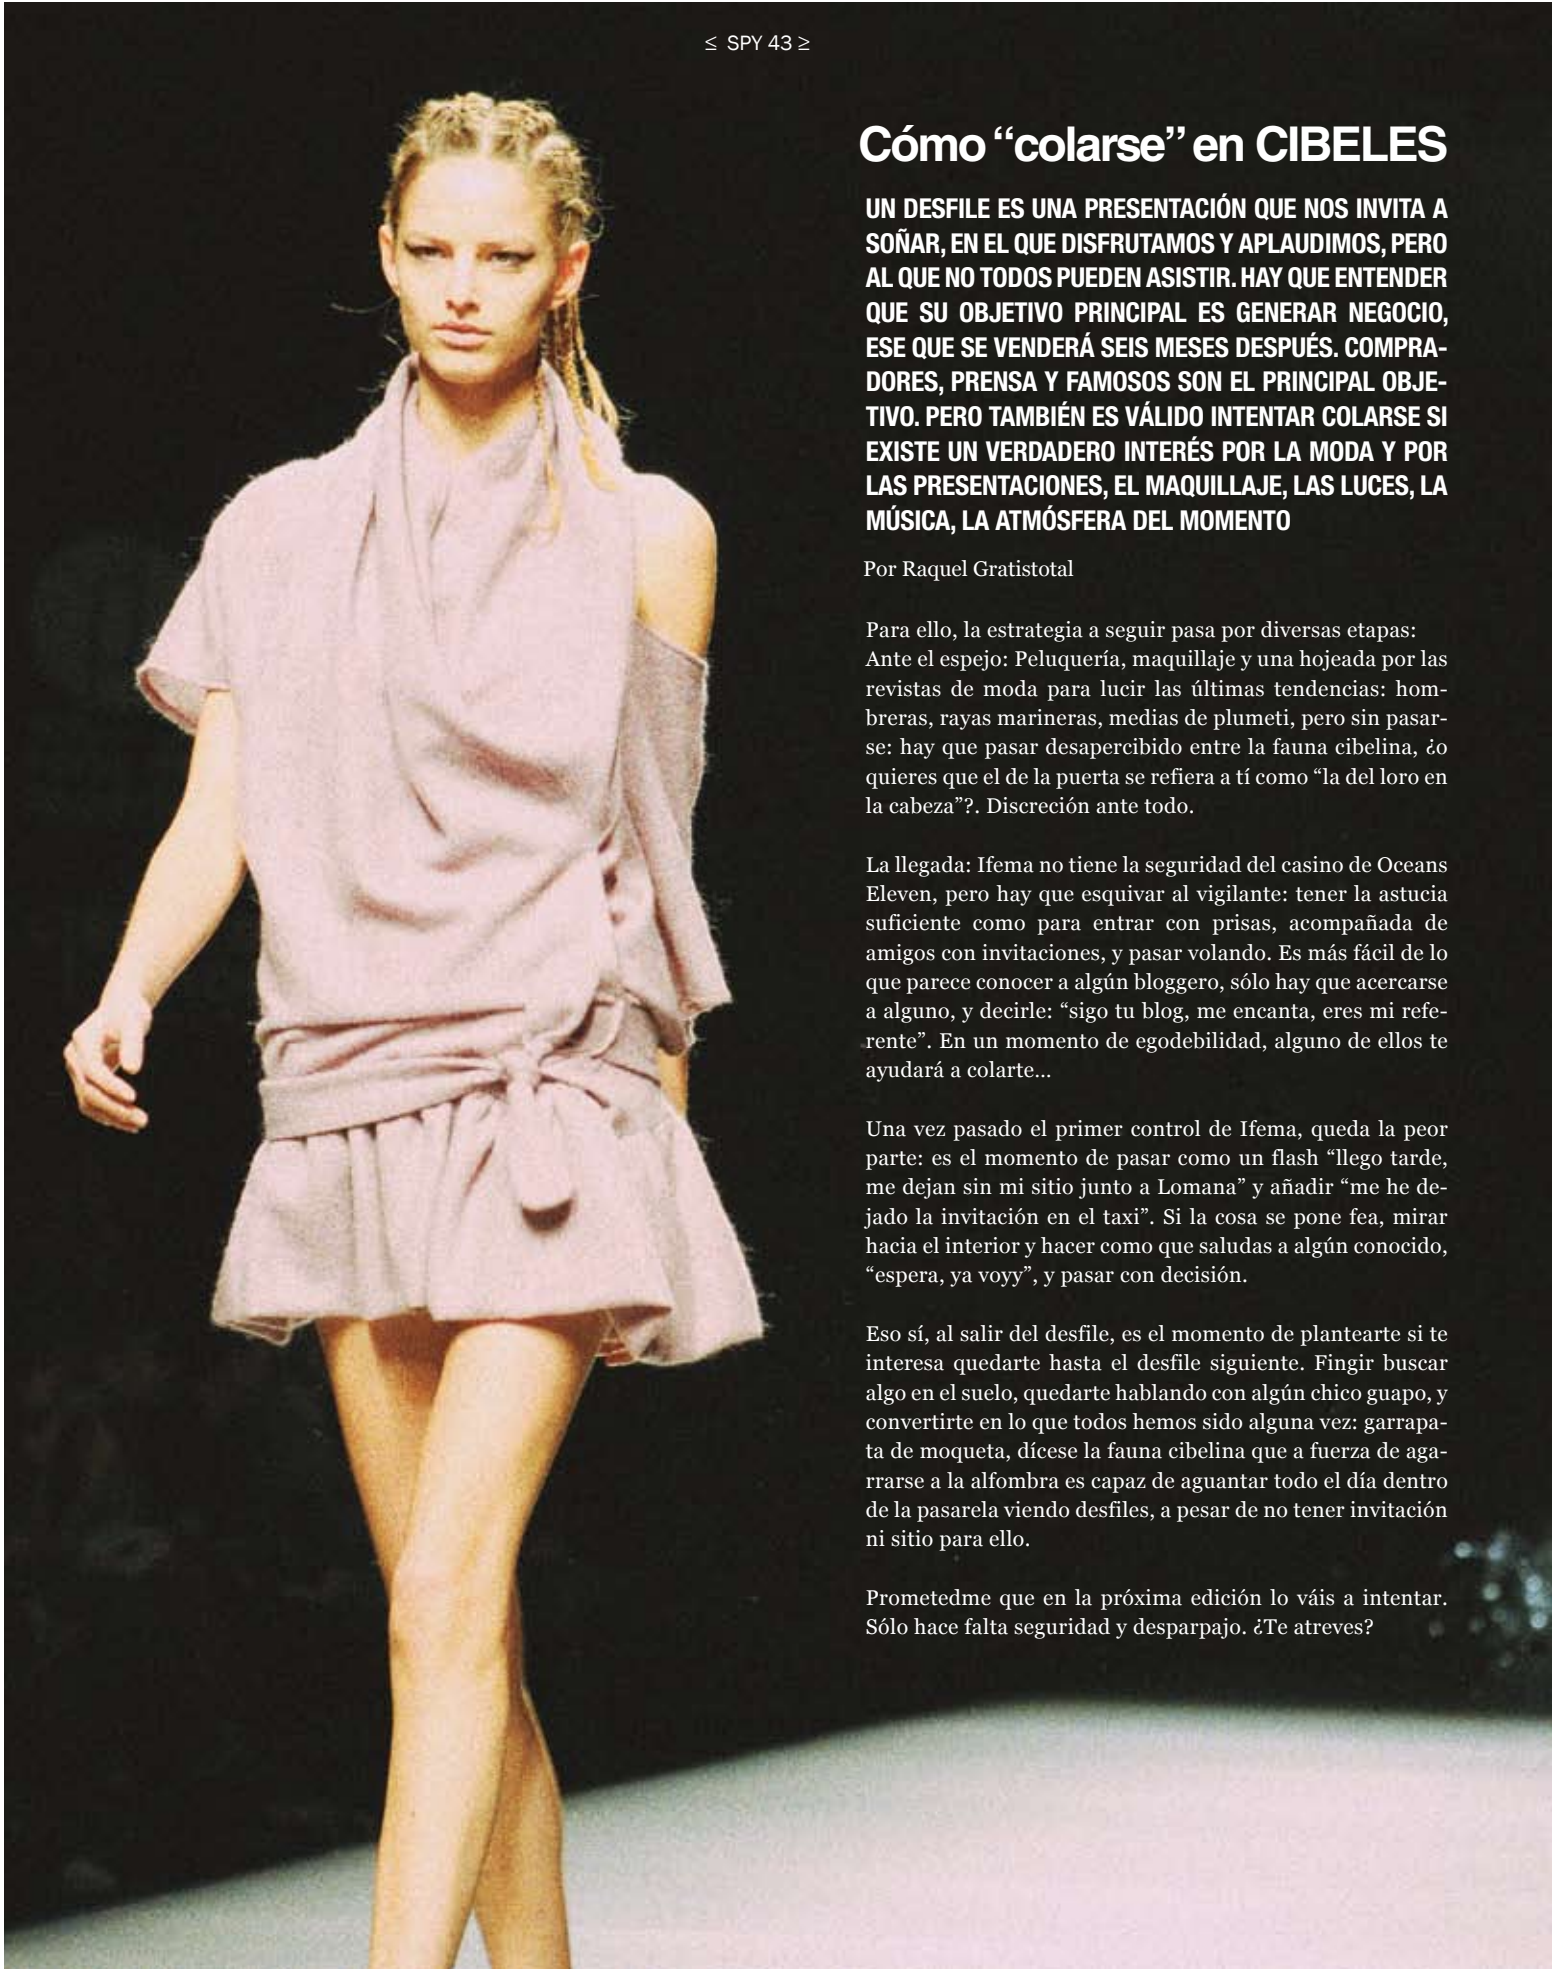 ≤ SPY 43 ≥
Cómo “colarse” en CIBELES
UN DESFILE ES UNA PRESENTACIÓN QUE NOS INVITA A
SOÑAR, EN EL QUE DISFRUTAMOS Y APLAUDIMOS, PERO
AL QUE NO TODOS PUEDEN ASISTIR. HAY QUE ENTENDER
QUE SU OBJETIVO PRINCIPAL ES GENERAR NEGOCIO,
ESE QUE SE VENDERÁ SEIS MESES DESPUÉS. COMPRA-
DORES, PRENSA Y FAMOSOS SON EL PRINCIPAL OBJE-
TIVO. PERO TAMBIÉN ES VÁLIDO INTENTAR COLARSE SI
EXISTE UN VERDADERO INTERÉS POR LA MODA Y POR
LAS PRESENTACIONES, EL MAQUILLAJE, LAS LUCES, LA
MÚSICA, LA ATMÓSFERA DEL MOMENTO
Por Raquel Gratistotal
Para ello, la estrategia a seguir pasa por diversas etapas:
Ante el espejo: Peluquería, maquillaje y una hojeada por las
revistas de moda para lucir las últimas tendencias: hom-
breras, rayas marineras, medias de plumeti, pero sin pasar-
se: hay que pasar desapercibido entre la fauna cibelina, ¿o
quieres que el de la puerta se refiera a tí como “la del loro en
la cabeza”?. Discreción ante todo.
La llegada: Ifema no tiene la seguridad del casino de Oceans
Eleven, pero hay que esquivar al vigilante: tener la astucia
suficiente como para entrar con prisas, acompañada de
amigos con invitaciones, y pasar volando. Es más fácil de lo
que parece conocer a algún bloggero, sólo hay que acercarse
a alguno, y decirle: “sigo tu blog, me encanta, eres mi refe-
rente”. En un momento de egodebilidad, alguno de ellos te
ayudará a colarte...
Una vez pasado el primer control de Ifema, queda la peor
parte: es el momento de pasar como un flash “llego tarde,
me dejan sin mi sitio junto a Lomana” y añadir “me he de-
jado la invitación en el taxi”. Si la cosa se pone fea, mirar
hacia el interior y hacer como que saludas a algún conocido,
“espera, ya voyy”, y pasar con decisión.
Eso sí, al salir del desfile, es el momento de plantearte si te
interesa quedarte hasta el desfile siguiente. Fingir buscar
algo en el suelo, quedarte hablando con algún chico guapo, y
convertirte en lo que todos hemos sido alguna vez: garrapa-
ta de moqueta, dícese la fauna cibelina que a fuerza de aga-
rrarse a la alfombra es capaz de aguantar todo el día dentro
de la pasarela viendo desfiles, a pesar de no tener invitación
ni sitio para ello.
Prometedme que en la próxima edición lo váis a intentar.
Sólo hace falta seguridad y desparpajo. ¿Te atreves?